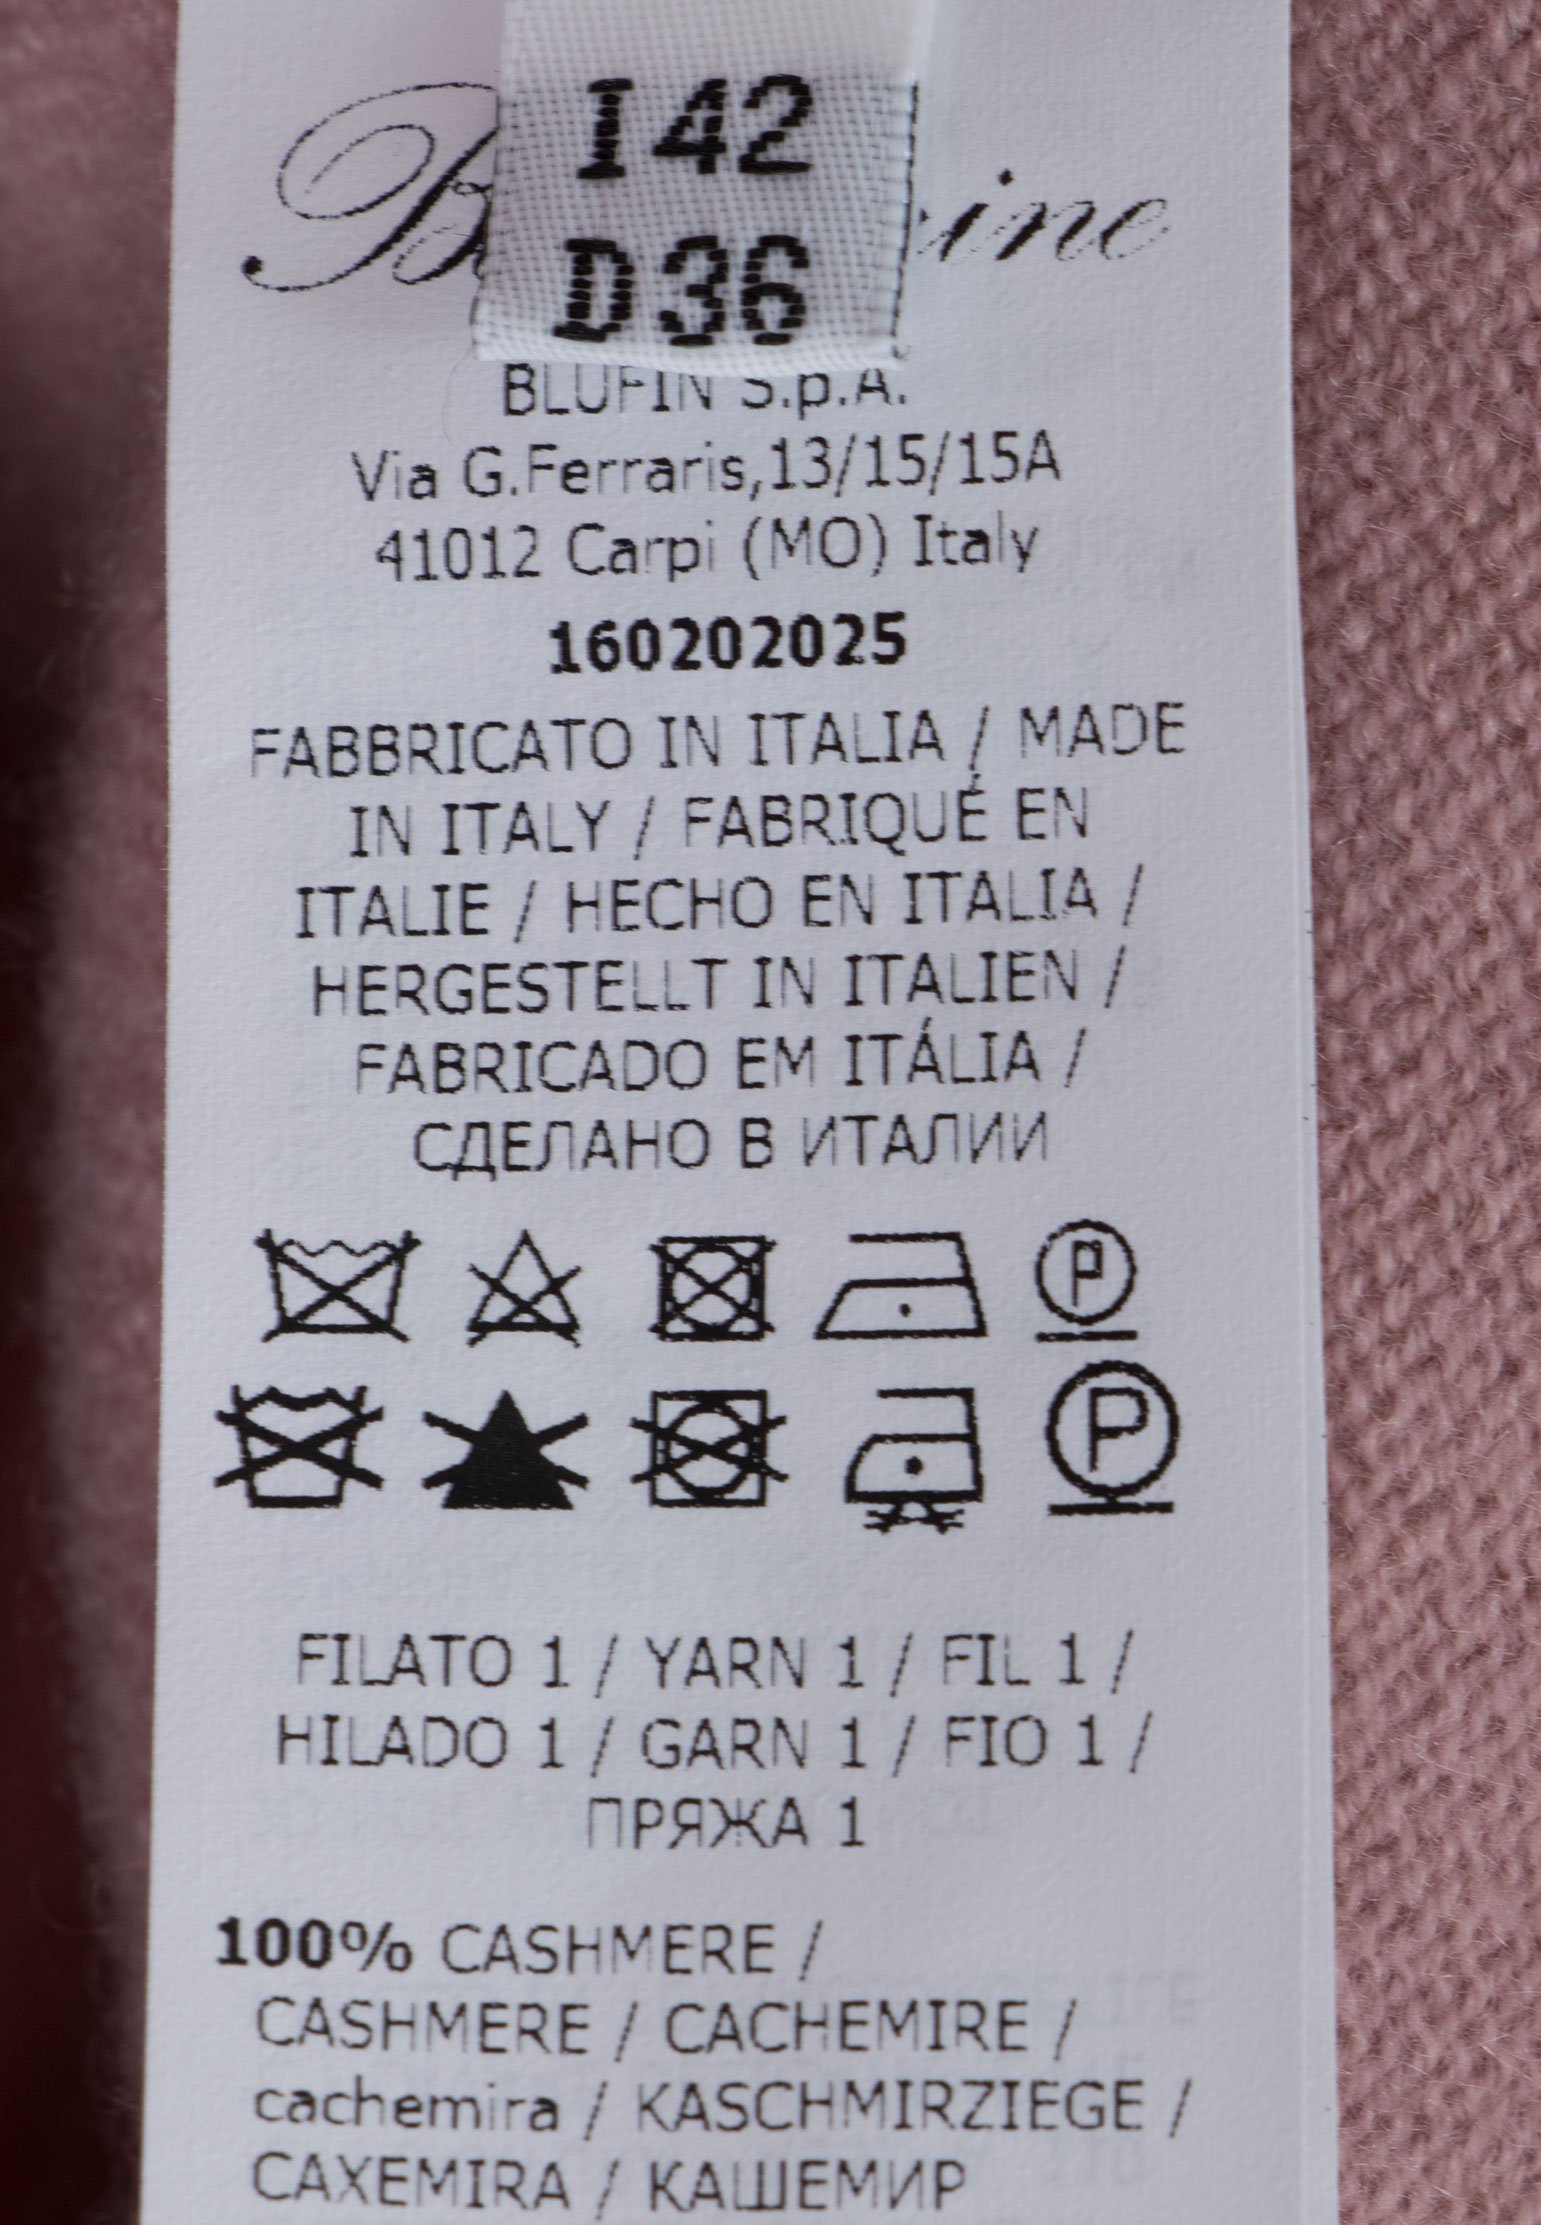 I 42
D 36
BLUFIN S.p.A.
Via G.Ferraris,13/15/15A
41012 Carpi (MO) Italy
160202025
FABBRICATO IN ITALIA / MADE
IN ITALY / FABRIQUÉ EN
ITALIE / HECHO EN ITALIA /
HERGESTELLT IN ITALIEN /
FABRICADO EM ITÁLIA /
СДЕЛАНО В ИТАЛИИ
P
P
FILATO 1 / YARN 1 / FIL 1 /
HILADO 1 / GARN 1 / FIO 1 /
ПРЯЖА 1
100% CASHMERE /
CASHMERE / CACHEMIRE /
cachemira / KASCHMIRZIEGE /
CAXEMIRA / КАШЕМИР